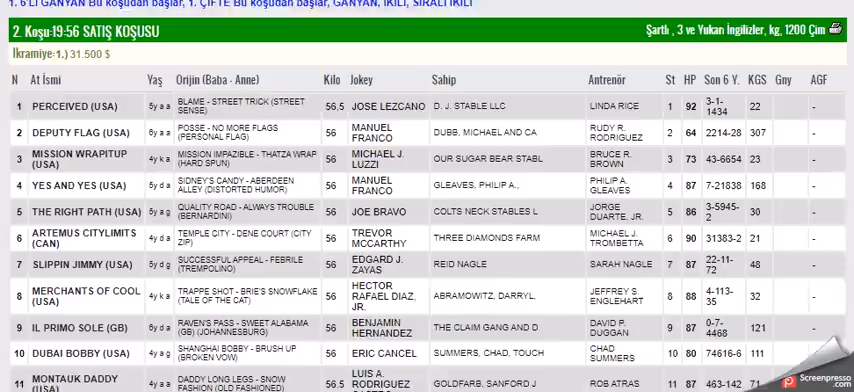 1. 6'LI GANYAN Bu koşudan başlar, 1. ÇİFTE Bu koşudan başlar, GANYAN, İKİLİ, SIRALI İKİLİ
2. Koşu:19:56 SATIŞ KOŞUSU Şartlı , 3 ve Yukarı İngilizler, kg, 1200 Çim
İkramiye:1.) 31.500 $
N At İsmi Yaş Orijin (Baba - Anne) Kilo Jokey Sahip Antrenör St HP Son 6 Y. KGS Gny AGF
1 PERCEIVED (USA) 6y a a BLAME - STREET TRICK (STREET SENSE) 56,5 JOSE LEZCANO D. J. STABLE LLC LINDA RICE 1 92 3-1-1434 22 -
2 DEPUTY FLAG (USA) 8y a a POSSE - NO MORE FLAGS (PERSONAL FLAG) 56 MANUEL FRANCO DUBB, MICHAEL AND CA RUDY R. RODRIGUEZ 2 64 2214-28 307 -
3 MISSION WRAPITUP (USA) 4y k a MISSION IMPAZIBLE - THATZA WRAP (HARD SPUN) 56 MICHAEL J. LUZZI OUR SUGAR BEAR STABL BRUCE R. BROWN 3 73 43-6654 23 -
4 YES AND YES (USA) 5y d a SIDNEY'S CANDY - ABERDEEN ALLEY (DISTORTED HUMOR) 56 MANUEL FRANCO GLEAVES, PHILIP A., PHILIP A. GLEAVES 4 87 7-21838 168 -
5 THE RIGHT PATH (USA) 6y a g QUALITY ROAD - ALWAYS TROUBLE (BERNARDINI) 56 JOE BRAVO COLTS NECK STABLES L JORGE DUARTE, JR. 5 86 3-5945-2 30 -
6 ARTEMUS CITYLIMITS (CAN) 4y d a TEMPLE CITY - DENE COURT (CITY ZIP) 56 TREVOR MCCARTHY THREE DIAMONDS FARM MICHAEL J. TROMBETTA 6 90 31383-2 21 -
7 SLIPPIN JIMMY (USA) 5y d g SUCCESSFUL APPEAL - FEBRILE (TREMPOLINO) 56 EDGARD J. ZAYAS REID NAGLE SARAH NAGLE 7 87 22-11-72 48 -
8 MERCHANTS OF COOL (USA) 4y k a TRAPPE SHOT - BRIE'S SNOWFLAKE (TALE OF THE CAT) 56 HECTOR RAFAEL DIAZ, JR. ABRAMOWITZ, DARRYL, JEFFREY S. ENGLEHART 8 88 4-113-35 32 -
9 IL PRIMO SOLE (GB) 6y d a RAVEN'S PASS - SWEET ALABAMA (GB) (JOHANNESBURG) 56 BENJAMIN HERNANDEZ THE CLAIM GANG AND D DAVID P. DUGGAN 9 87 0-7-4468 121 -
10 DUBAI BOBBY (USA) 4y a g SHANGHAI BOBBY - BRUSH UP (BROKEN VOW) 56 ERIC CANCEL SUMMERS, CHAD, TOUCH CHAD SUMMERS 10 80 74616-6 111
11 MONTAUK DADDY (USA) 4y a a DADDY LONG LEGS - SNOW FASHION (OLD FASHIONED) 56,5 LUIS A. RODRIGUEZ GOLDFARB, SANFORD J ROB ATRAS 11 87 463-142 71
Screenpresso
.com